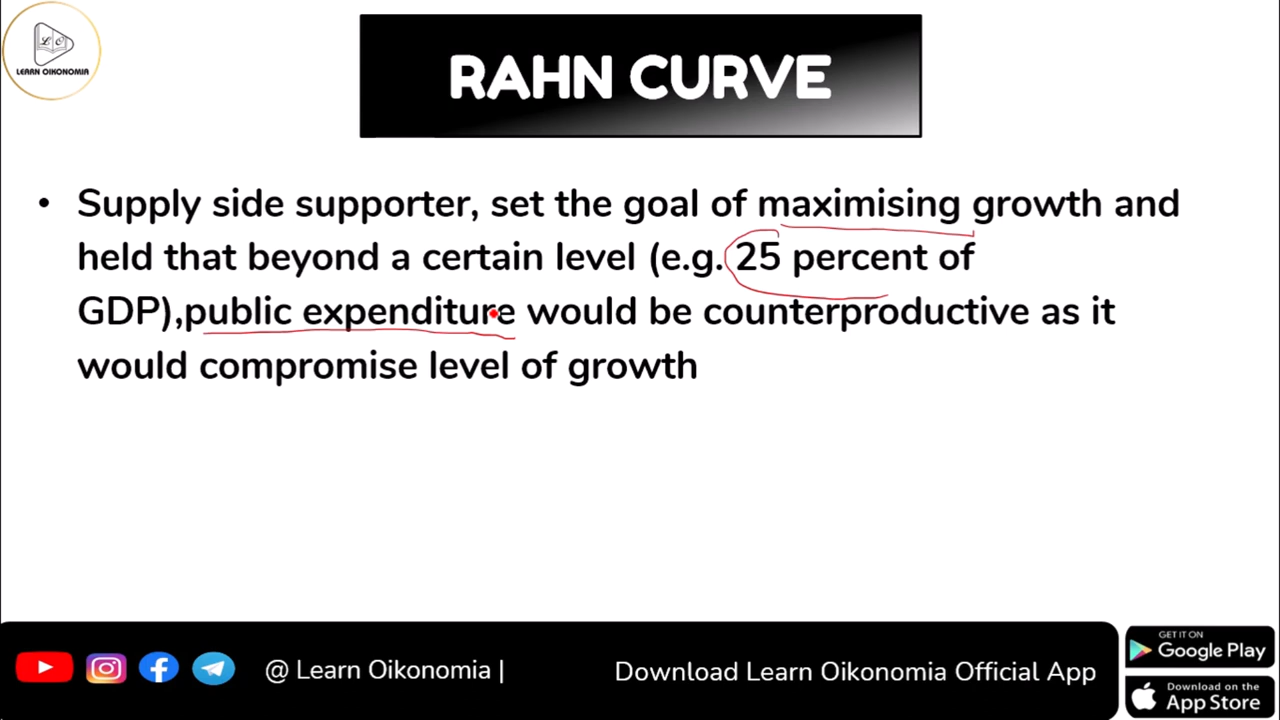 LEARN OIKONOMIA
RAHN CURVE
• Supply side supporter, set the goal of maximising growth and
held that beyond a certain level (e.g. 25 percent of
GDP),public expenditure would be counterproductive as it
would compromise level of growth
@ Learn Oikonomia |
Download Learn Oikonomia Official App
GET IT ON
Google Play
Download on the
App Store